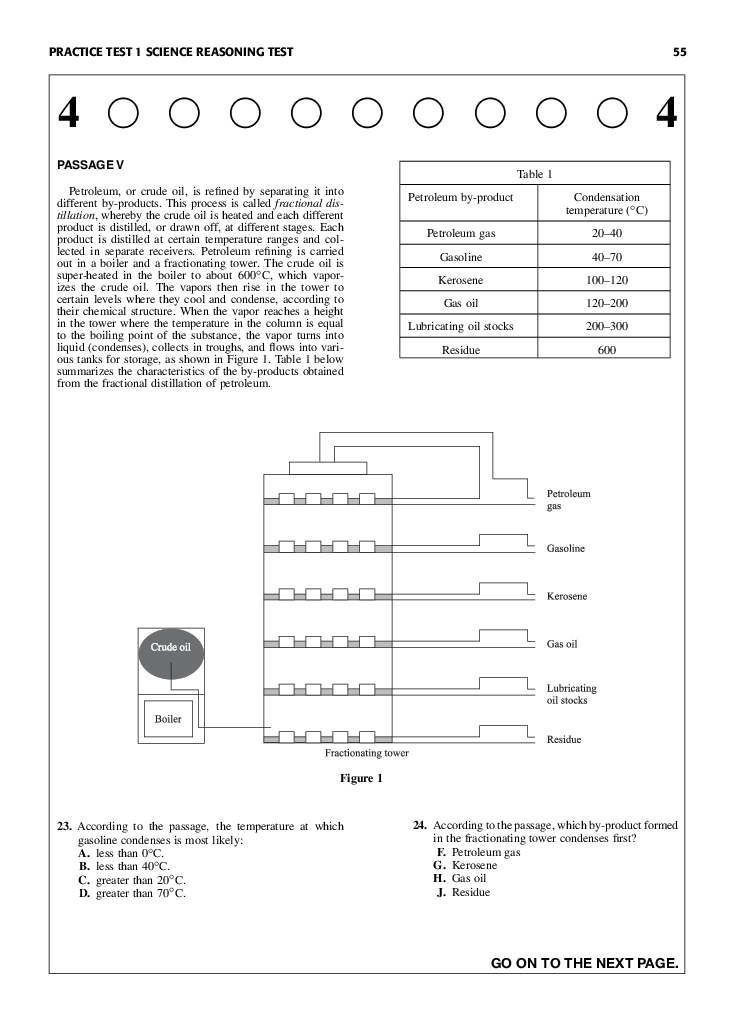 PRACTICE TEST 1 SCIENCE REASONING TEST 55
4 4
PASSAGE V
Petroleum, or crude oil, is refined by separating it into
different by-products. This process is called fractional dis-
tillation, whereby the crude oil is heated and each different
product is distilled, or drawn off, at different stages. Each
product is distilled at certain temperature ranges and col-
lected in separate receivers. Petroleum refining is carried
out in a boiler and a fractionating tower. The crude oil is
super-heated in the boiler to about 600°C, which vapor-
izes the crude oil. The vapors then rise in the tower to
certain levels where they cool and condense, according to
their chemical structure. When the vapor reaches a height
in the tower where the temperature in the column is equal
to the boiling point of the substance, the vapor turns into
liquid (condenses), collects in troughs, and flows into vari-
ous tanks for storage, as shown in Figure 1. Table 1 below
summarizes the characteristics of the by-products obtained
from the fractional distillation of petroleum.
Table 1
Petroleum by-product Condensation
temperature (°C)
Petroleum gas 20–40
Gasoline 40–70
Kerosene 100–120
Gas oil 120–200
Lubricating oil stocks 200–300
Residue 600
Petroleum
gas
Gasoline
Kerosene
Gas oil
Lubricating
oil stocks
Residue
Crude oil
Boiler
Fractionating tower
Figure 1
23. According to the passage, the temperature at which
gasoline condenses is most likely:
A. less than 0°C.
B. less than 40°C.
C. greater than 20°C.
D. greater than 70°C.
24. According to the passage, which by-product formed
in the fractionating tower condenses first?
F. Petroleum gas
G. Kerosene
H. Gas oil
J. Residue
GO ON TO THE NEXT PAGE.